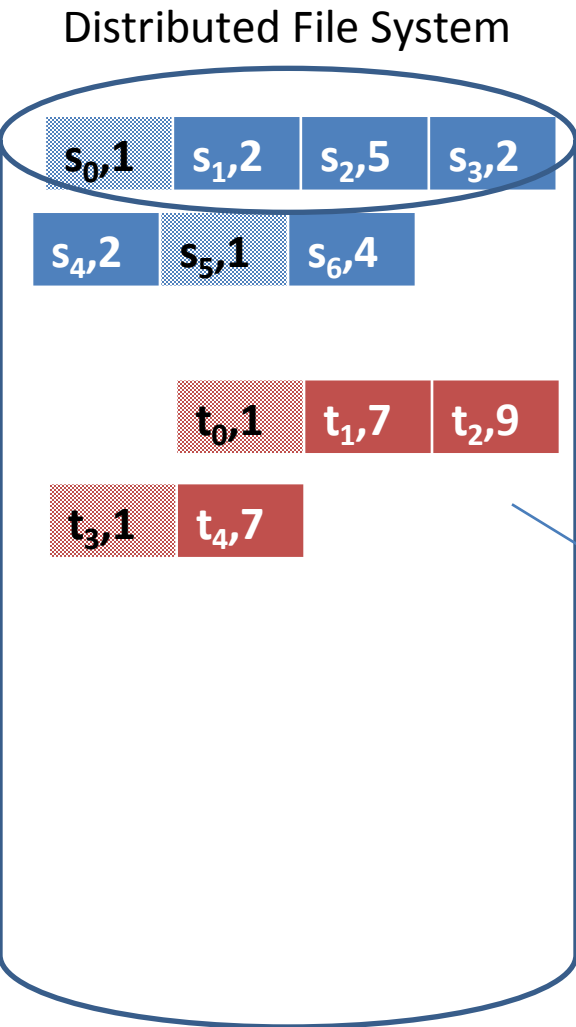 Distributed File System
s₀,1 s₁,2 s₂,5 s₃,2
s₄,2 s₅,1 s₆,4
t₀,1 t₁,7 t₂,9
t₃,1 t₄,7